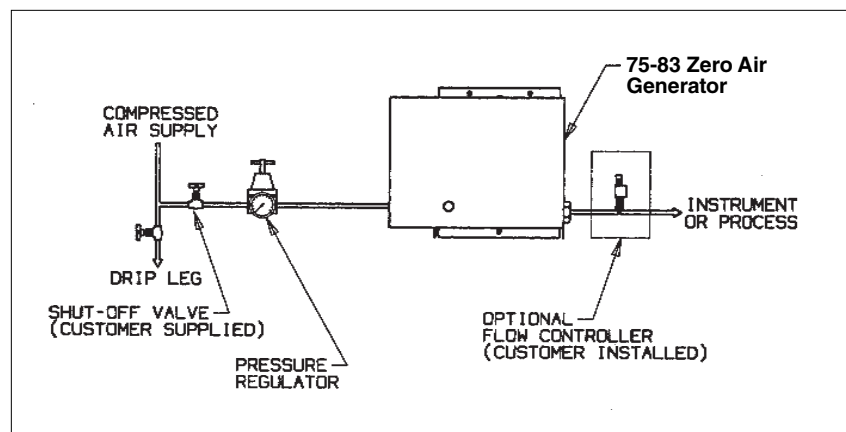 75-83 Zero Air
Generator
COMPRESSED
AIR SUPPLY
INSTRUMENT
OR PROCESS
DRIP LEG
SHUT-OFF VALVE
(CUSTOMER SUPPLIED)
OPTIONAL
FLOW CONTROLLER
(CUSTOMER INSTALLED)
PRESSURE
REGULATOR